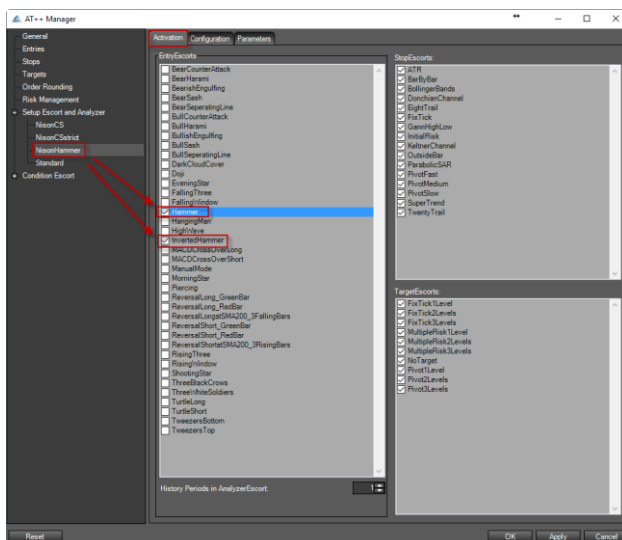 AT++ Manager
General
Entries
Stops
Targets
Order Rounding
Risk Management
Setup Escort and Analyzer
NisonCS
NisonCSstrict
NisonHammer
Standard
Condition Escort
Activation Configuration Parameters
EntryEscorts
BearCounterAttack
BearHarami
BearishEngulfing
BearSash
BearSeperatingLine
BullCounterAttack
BullHarami
BullishEngulfing
BullSash
BullSeperatingLine
DarkCloudCover
Doji
EveningStar
FallingThree
FallingWindow
Hammer
HangingMan
HighWave
InvertedHammer
MACDCrossOverLong
MACDCrossOverShort
ManualMode
MorningStar
Piercing
ReversalLong_GreenBar
ReversalLong_RedBar
ReversalLongatSMA200_3FallingBars
ReversalShort_GreenBar
ReversalShort_RedBar
ReversalShortatSMA200_3RisingBars
RisingThree
RisingWindow
ShootingStar
ThreeBlackCrows
ThreeWhiteSoldiers
TurtleLong
TurtleShort
TweezersBottom
TweezersTop
History Periods in AnalyzerEscort: 1
StopEscorts:
ATR
BarByBar
BollingerBands
DonchianChannel
EightTrail
FixTick
GannHighLow
InitialRisk
KeltnerChannel
OutsideBar
ParabolicSAR
PivotFast
PivotMedium
PivotSlow
SuperTrend
TwentyTrail
TargetEscorts:
FixTick1Level
FixTick2Levels
FixTick3Levels
MultipleRisk1Level
MultipleRisk2Levels
MultipleRisk3Levels
NoTarget
Pivot1Level
Pivot2Levels
Pivot3Levels
Reset OK Apply Cancel